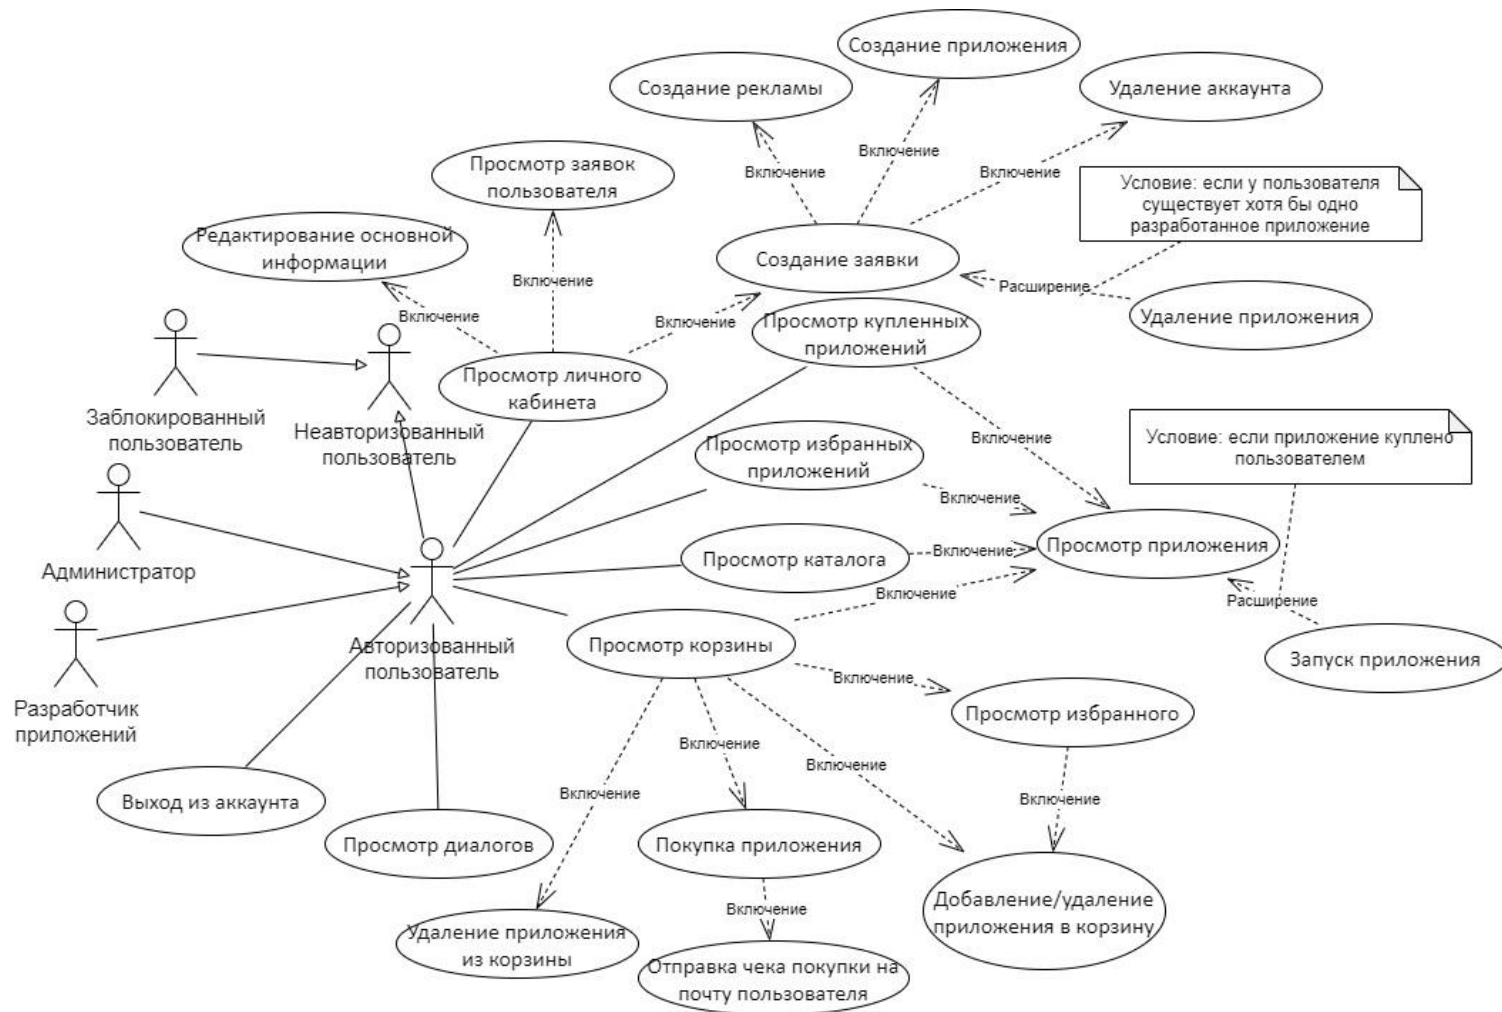 Создание приложения
Создание рекламы
Удаление аккаунта
Включение
Включение
Включение
Просмотр заявок
пользователя
Условие: если у пользователя
существует хотя бы одно
разработанное приложение
Редактирование основной
информации
Создание заявки
Включение
Расширение
Включение
Включение
Просмотр купленных
приложений
Удаление приложения
Просмотр личного
кабинета
Заблокированный
пользователь
Неавторизованный
пользователь
Включение
Условие: если приложение куплено
пользователем
Просмотр избранных
приложений
Включение
Просмотр приложения
Просмотр каталога
Включение
Администратор
Включение
Расширение
Авторизованный
пользователь
Просмотр корзины
Запуск приложения
Включение
Разработчик
приложений
Просмотр избранного
Включение
Включение
Включение
Включение
Выход из аккаунта
Просмотр диалогов
Покупка приложения
Добавление/удаление
приложения в корзину
Включение
Удаление приложения
из корзины
Отправка чека покупки на
почту пользователя